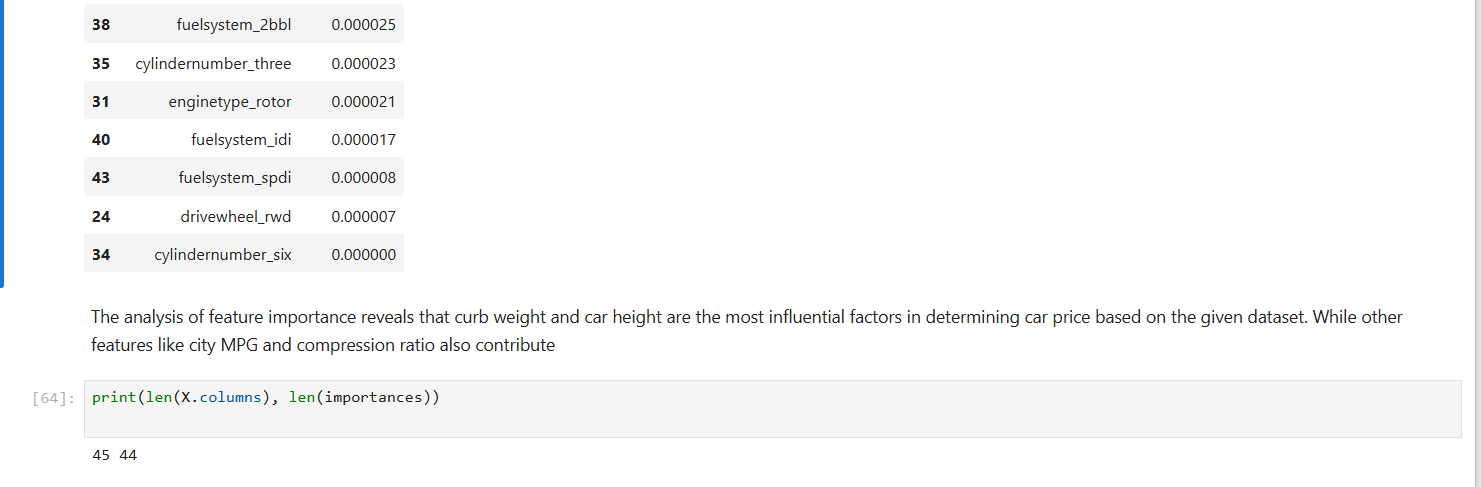 38 fuelsystem_2bbl 0.000025
35 cylindernumber_three 0.000023
31 enginetype_rotor 0.000021
40 fuelsystem_idi 0.000017
43 fuelsystem_spdi 0.000008
24 drivewheel_rwd 0.000007
34 cylindernumber_six 0.000000
The analysis of feature importance reveals that curb weight and car height are the most influential factors in determining car price based on the given dataset. While other
features like city MPG and compression ratio also contribute
[64]: print(len(X.columns), len(importances))
45 44